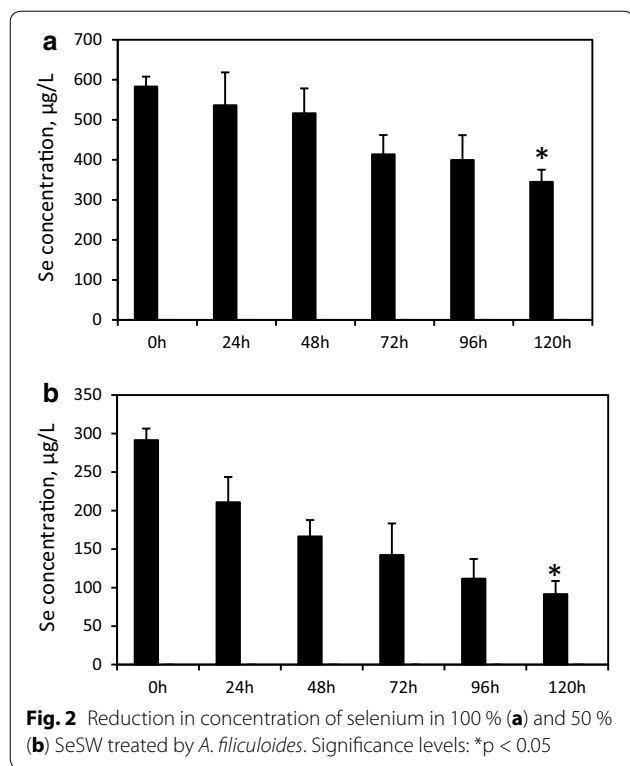 a
Se concentration, µg/L
700
600
500
400
300
200
100
0
*
0h 24h 48h 72h 96h 120h
b
Se concentration, µg/L
350
300
250
200
150
100
50
0
*
0h 24h 48h 72h 96h 120h
Fig. 2 Reduction in concentration of selenium in 100 % (a) and 50 %
(b) SeSW treated by A. filiculoides. Significance levels: *p < 0.05